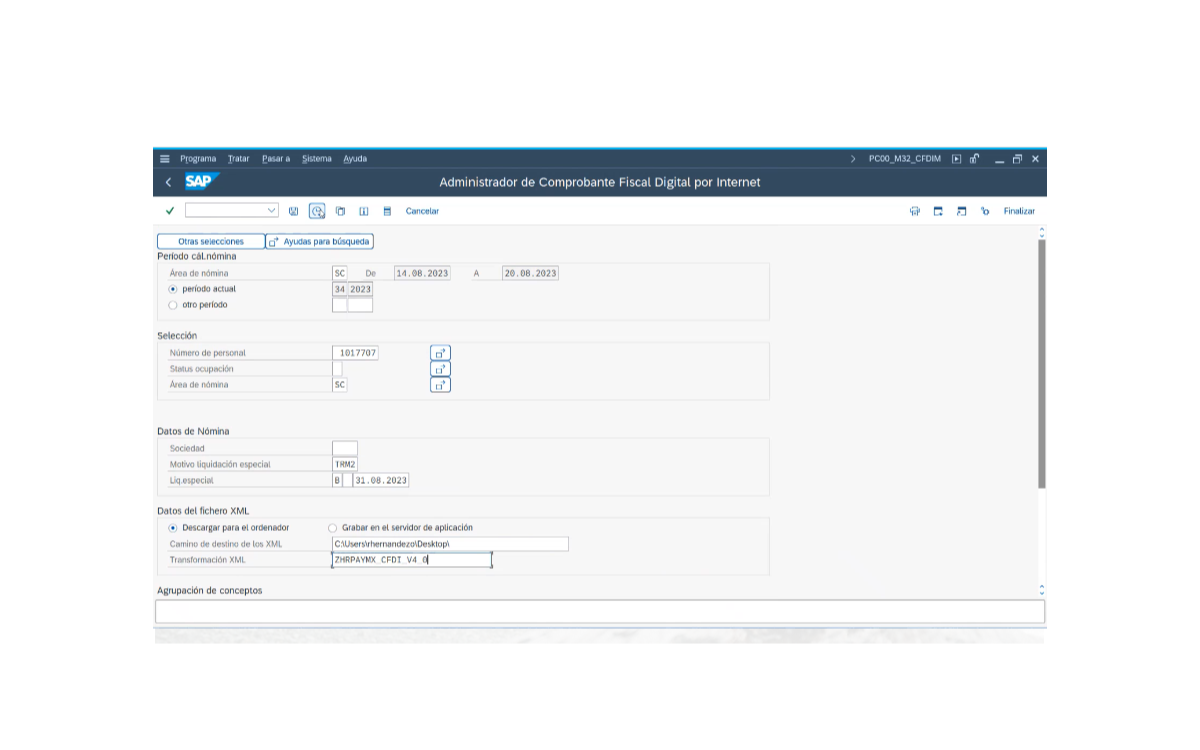 Programa Tratar Pasar a Sistema Ayuda PC00_M32_CFDIM
SAP Administrador de Comprobante Fiscal Digital por Internet
Cancelar Finalizar
Otras selecciones Ayudas para búsqueda
Período cál.nómina
Área de nómina SC De 14.08.2023 A 20.08.2023
período actual 34 2023
otro período
Selección
Número de personal 1017707
Status ocupación
Área de nómina SC
Datos de Nómina
Sociedad
Motivo liquidación especial TRM2
Liq.especial B 31.08.2023
Datos del fichero XML
Descargar para el ordenador Grabar en el servidor de aplicación
Camino de destino de los XML C:\Users\rhernandezo\Desktop\
Transformación XML ZHRPAYMX_CFDI_V4_0
Agrupación de conceptos